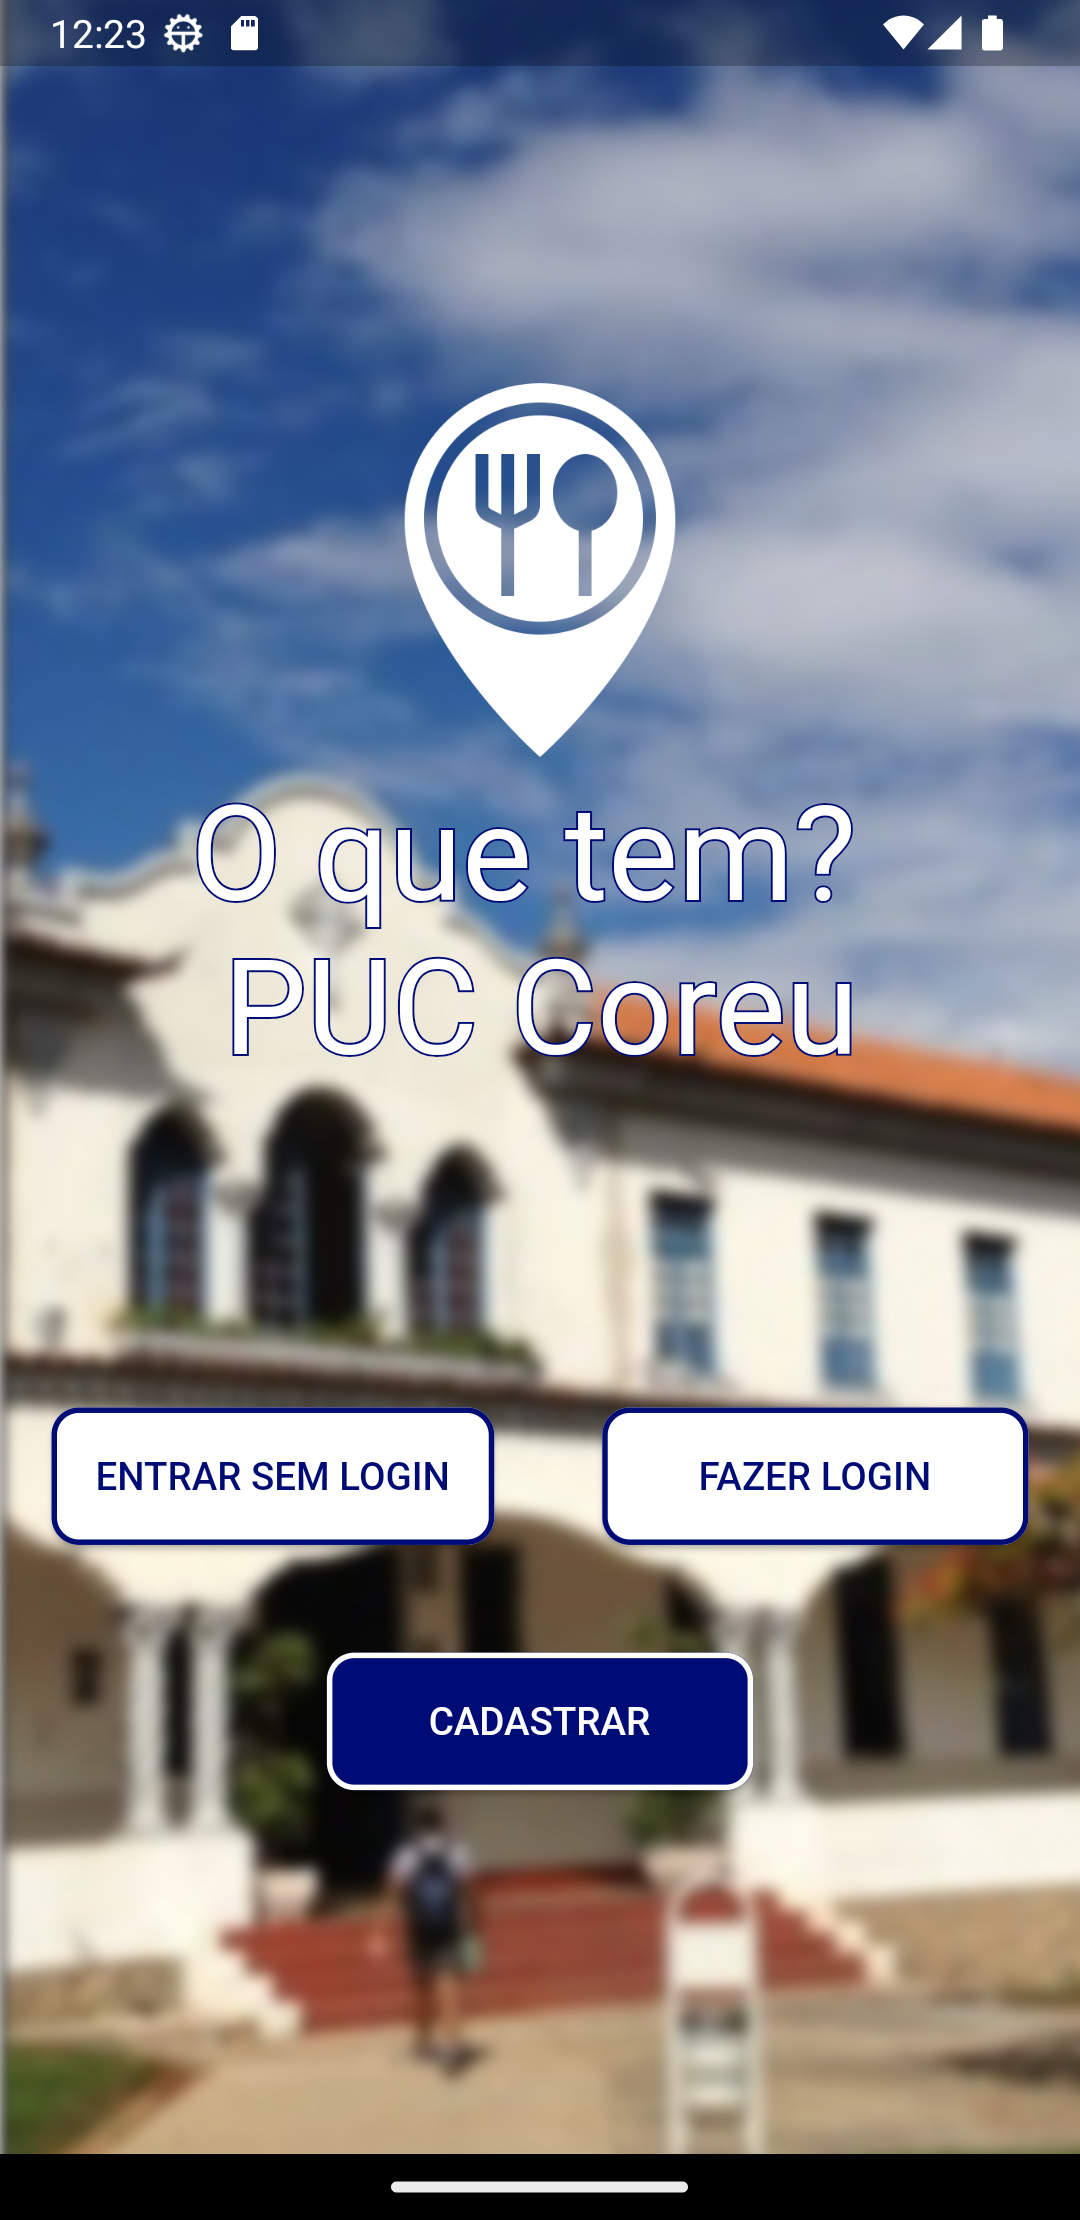 12:23
O que tem?
PUC Coreu
ENTRAR SEM LOGIN
FAZER LOGIN
CADASTRAR